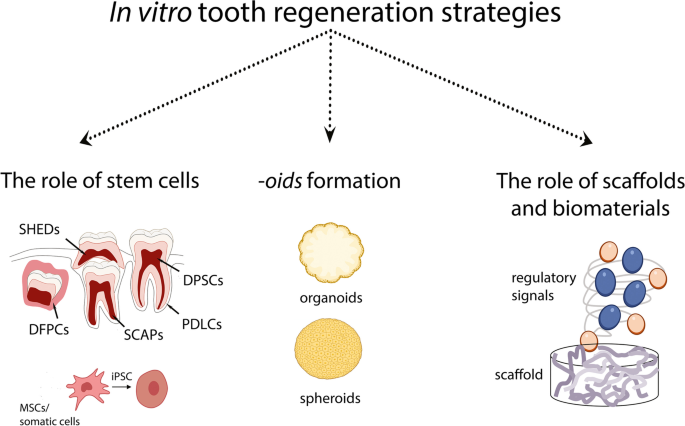 In vitro tooth regeneration strategies
The role of stem cells
SHEDs
DPSCs
DFPCs
SCAPs
PDLCs
iPSC
MSCs/
somatic cells
-oids formation
organoids
spheroids
The role of scaffolds
and biomaterials
regulatory
signals
scaffold